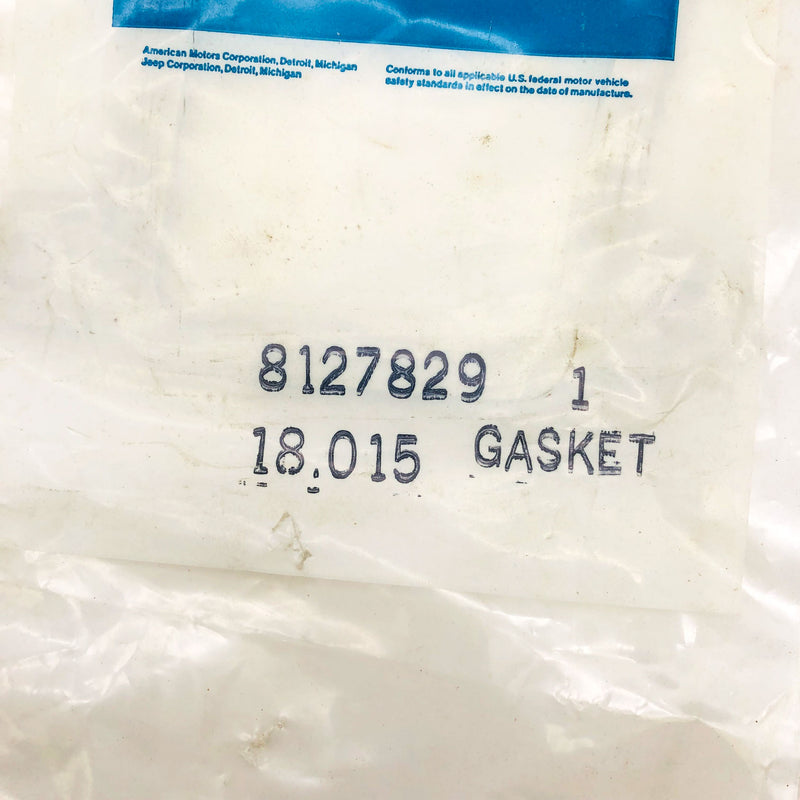 American Motors Corporation, Detroit, Michigan
Jeep Corporation, Detroit, Michigan
Conforms to all applicable U.S. federal motor vehicle
safety standards in effect on the date of manufacture.
8127829 1
18.015 GASKET